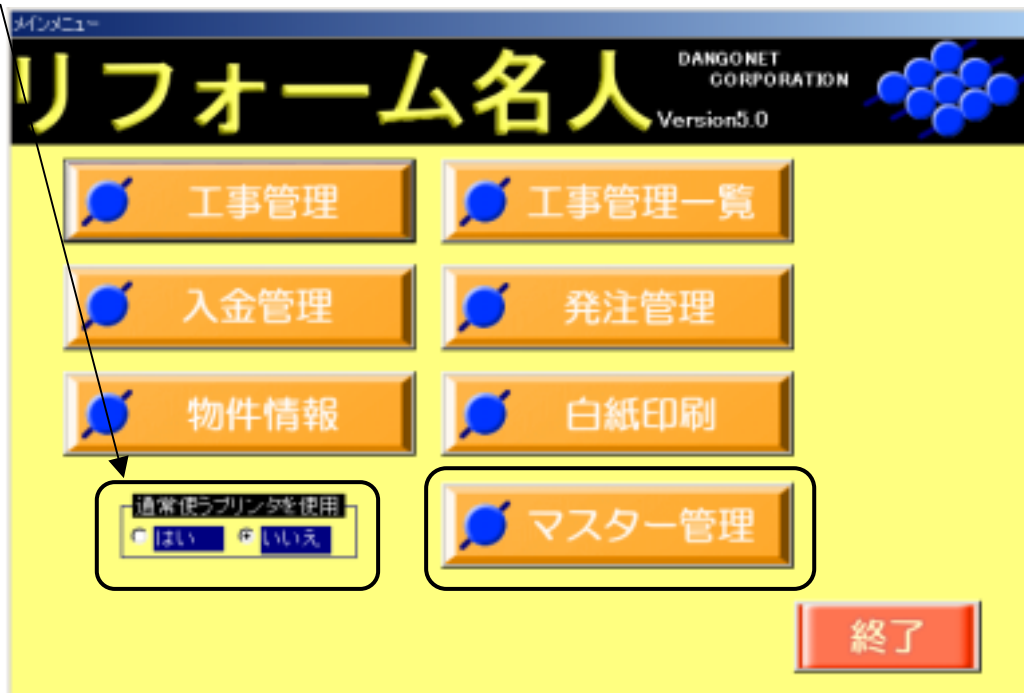 メインメニュー
リフォーム名人
DANGONET
CORPORATION
Version5.0
工事管理
工事管理一覧
入金管理
発注管理
物件情報
白紙印刷
通常使うプリンタを使用
はい いいえ
マスター管理
終了